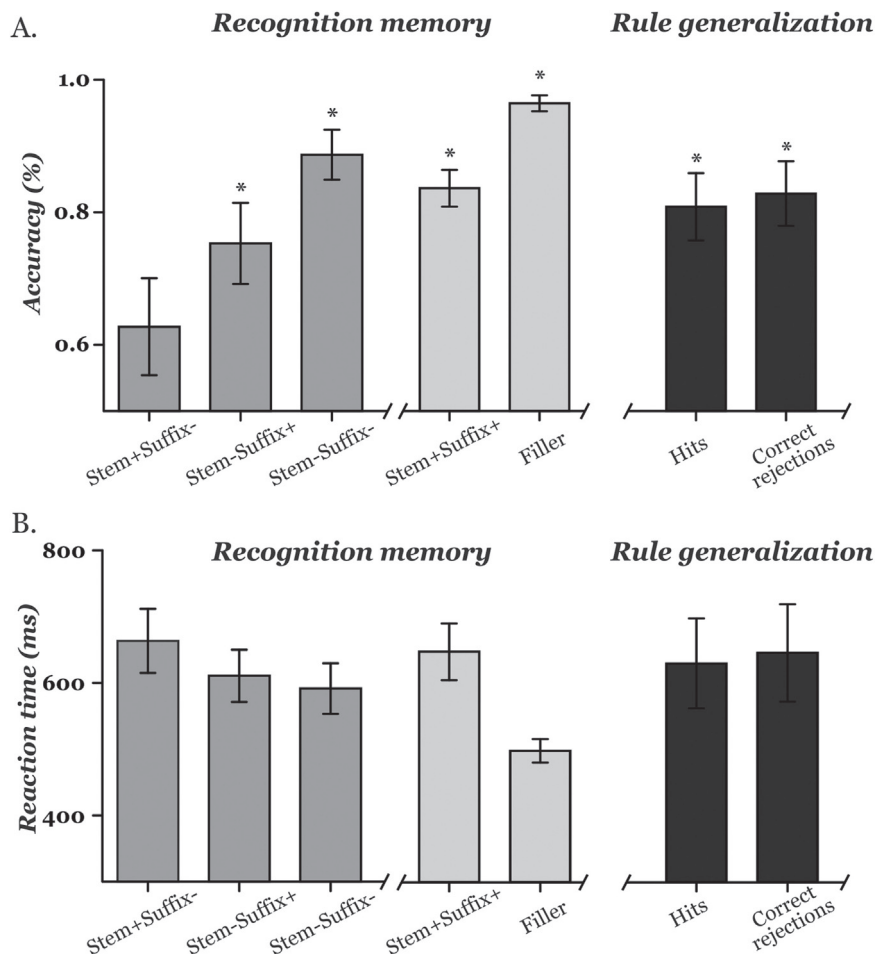 A.
Recognition memory
Rule generalization
Accuracy (%)
1.0
0.8
0.6
*
*
*
*
*
*
*
Stem+Suffix-
Stem-Suffix+
Stem-Suffix-
Stem+Suffix+
Filler
Hits
Correct
rejections
B.
Recognition memory
Rule generalization
Reaction time (ms)
800
600
400
Stem+Suffix-
Stem-Suffix+
Stem-Suffix-
Stem+Suffix+
Filler
Hits
Correct
rejections